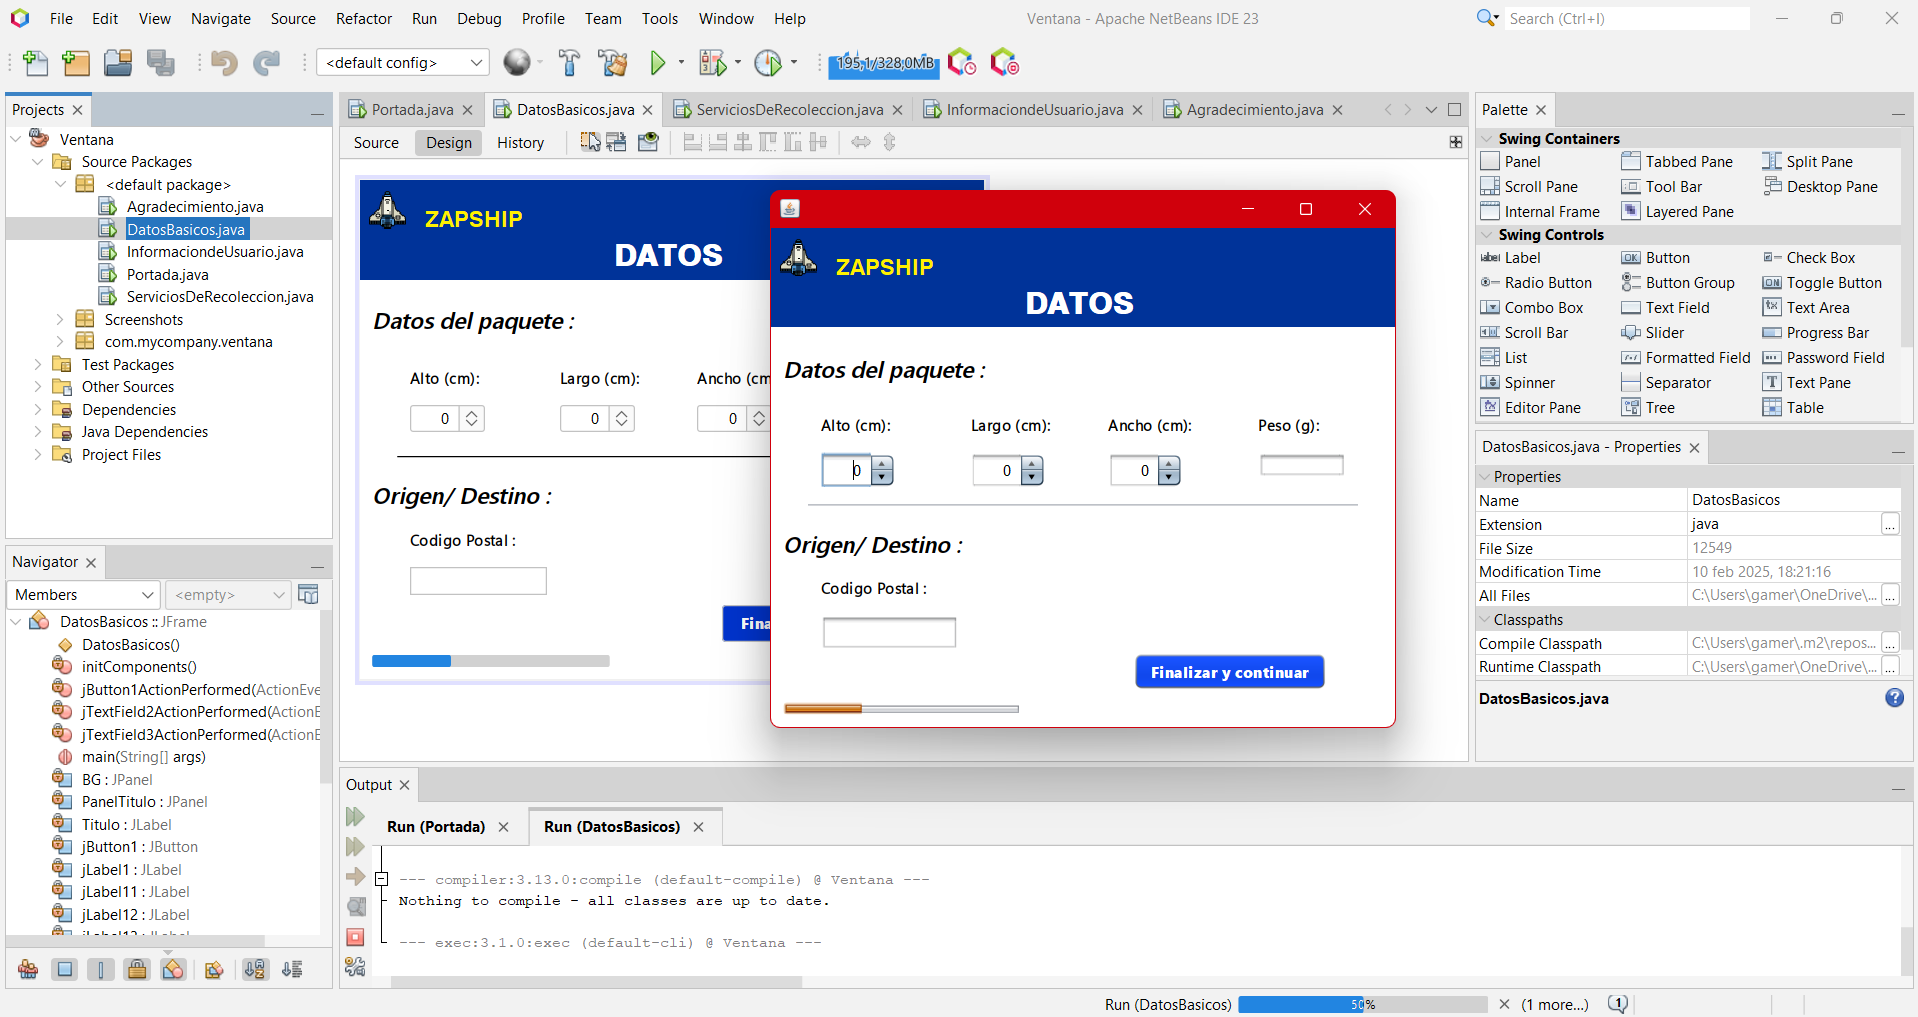 File Edit View Navigate Source Refactor Run Debug Profile Team Tools Window Help
Ventana - Apache NetBeans IDE 23
Search (Ctrl+I)
<default config>
195,1/328,0MB
Projects
Ventana
Source Packages
<default package>
Agradecimiento.java
DatosBasicos.java
InformaciondeUsuario.java
Portada.java
ServiciosDeRecoleccion.java
Screenshots
com.mycompany.ventana
Test Packages
Other Sources
Dependencies
Java Dependencies
Project Files
Navigator
Members
<empty>
DatosBasicos :: JFrame
DatosBasicos()
initComponents()
jButton1ActionPerformed(ActionEve
jTextField2ActionPerformed(ActionE
jTextField3ActionPerformed(ActionE
main(String[] args)
BG : JPanel
PanelTitulo : JPanel
Titulo : JLabel
jButton1 : JButton
jLabel1 : JLabel
jLabel11 : JLabel
jLabel12 : JLabel
Portada.java
DatosBasicos.java
ServiciosDeRecoleccion.java
InformaciondeUsuario.java
Agradecimiento.java
Source Design History
ZAPSHIP
DATOS
Datos del paquete :
Alto (cm): Largo (cm): Ancho (cm
0 0 0
Origen/ Destino :
Codigo Postal :
Fina
ZAPSHIP
DATOS
Datos del paquete :
Alto (cm): Largo (cm): Ancho (cm): Peso (g):
0 0 0
Origen/ Destino :
Codigo Postal :
Finalizar y continuar
Output
Run (Portada)
Run (DatosBasicos)
--- compiler:3.13.0:compile (default-compile) @ Ventana ---
Nothing to compile - all classes are up to date.
--- exec:3.1.0:exec (default-cli) @ Ventana ---
Palette
Swing Containers
Panel Tabbed Pane Split Pane
Scroll Pane Tool Bar Desktop Pane
Internal Frame Layered Pane
Swing Controls
label Label OK Button Check Box
Radio Button Button Group ON Toggle Button
Combo Box Text Field Text Area
Scroll Bar Slider Progress Bar
List Formatted Field Password Field
Spinner Separator Text Pane
Editor Pane Tree Table
DatosBasicos.java - Properties
Properties
Name DatosBasicos
Extension java ...
File Size 12549
Modification Time 10 feb 2025, 18:21:16
All Files C:\Users\gamer\OneDrive\... ...
Classpaths
Compile Classpath C:\Users\gamer\.m2\repos... ...
Runtime Classpath C:\Users\gamer\OneDrive\... ...
DatosBasicos.java
Run (DatosBasicos) 50% (1 more...) 1